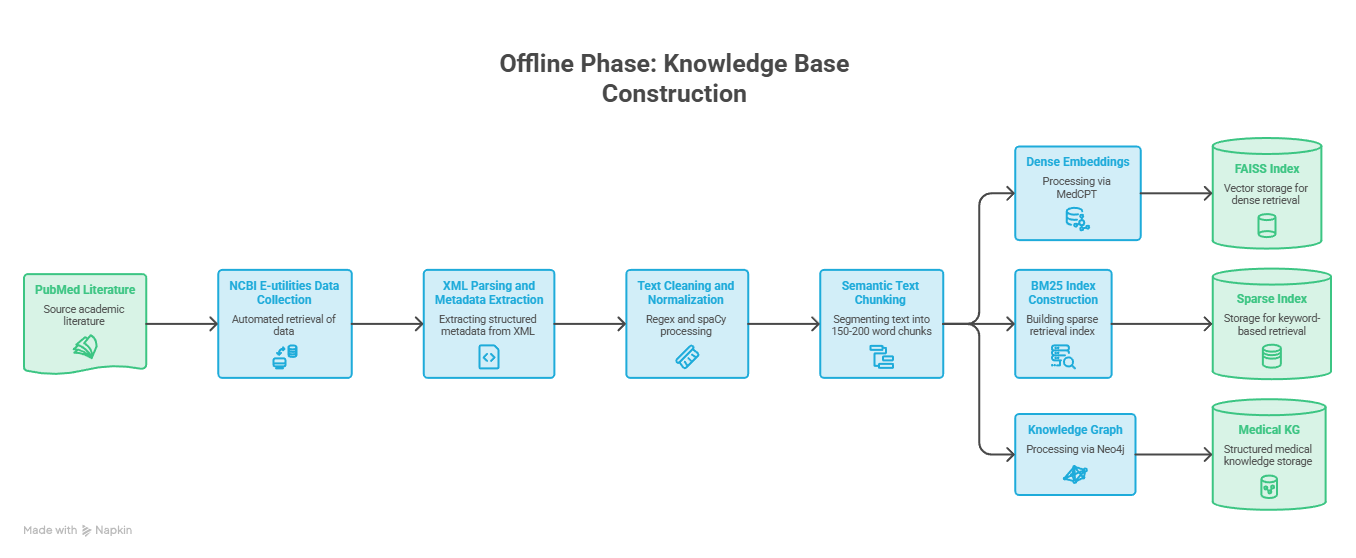 Offline Phase: Knowledge Base
Construction
PubMed Literature
Source academic
literature
NCBI E-utilities Data
Collection
Automated retrieval of
data
XML Parsing and
Metadata Extraction
Extracting structured
metadata from XML
Text Cleaning and
Normalization
Regex and spaCy
processing
Semantic Text
Chunking
Segmenting text into
150-200 word chunks
Dense Embeddings
Processing via
MedCPT
FAISS Index
Vector storage for
dense retrieval
BM25 Index
Construction
Building sparse
retrieval index
Sparse Index
Storage for keyword-
based retrieval
Knowledge Graph
Processing via Neo4j
Medical KG
Structured medical
knowledge storage
Made with Napkin